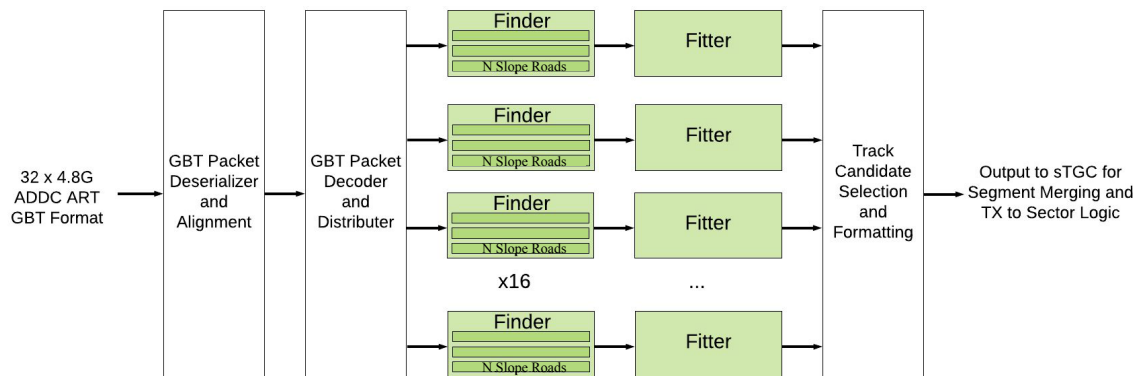 32 x 4.8G
ADDC ART
GBT Format
GBT Packet
Deserializer
and
Alignment
GBT Packet
Decoder
and
Distributer
Finder
N Slope Roads
Fitter
Finder
N Slope Roads
Fitter
Finder
N Slope Roads
Fitter
x16
...
Finder
N Slope Roads
Fitter
Track
Candidate
Selection
and
Formatting
Output to sTGC for
Segment Merging and
TX to Sector Logic